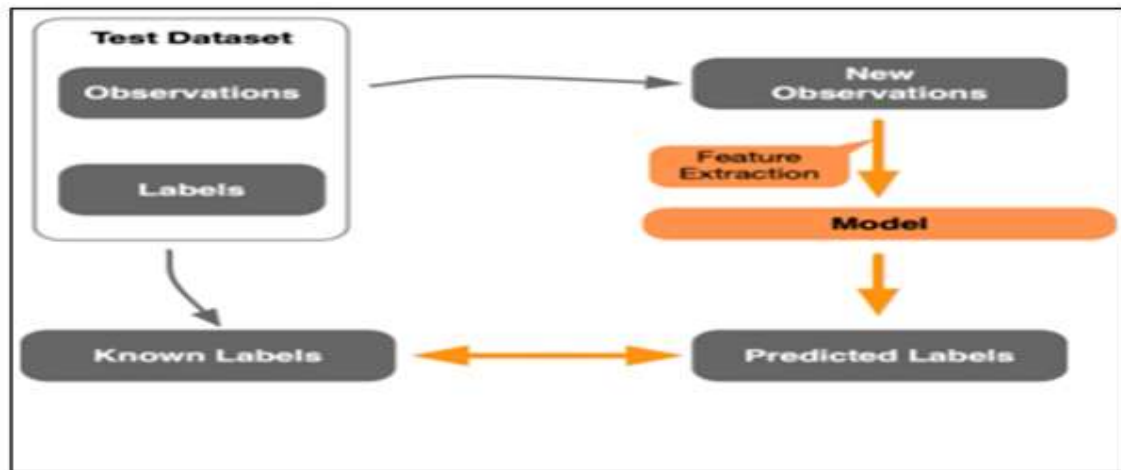 Test Dataset
Observations
Labels
New
Observations
Feature
Extraction
Model
Known Labels
Predicted Labels